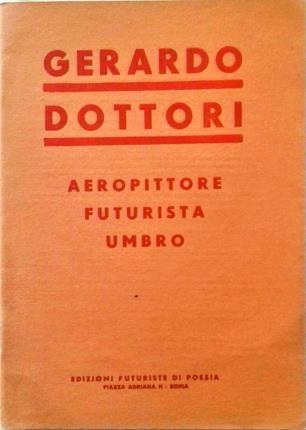 GERARDO
DOTTORI
AEROPITTORE
FUTURISTA
UMBRO
EDIZIONI FUTURISTE DI POESIA
PIAZZA ADRIANA 11 - ROMA